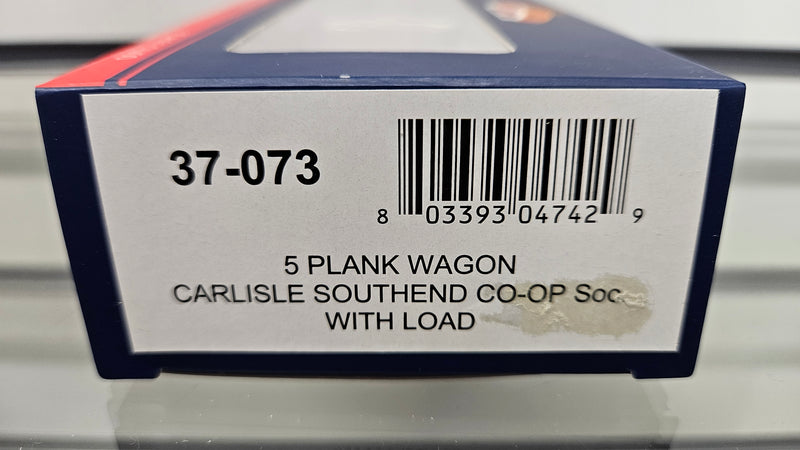 37-073
8 03393 04742 9
5 PLANK WAGON
CARLISLE SOUTHEND CO-OP Soc
WITH LOAD